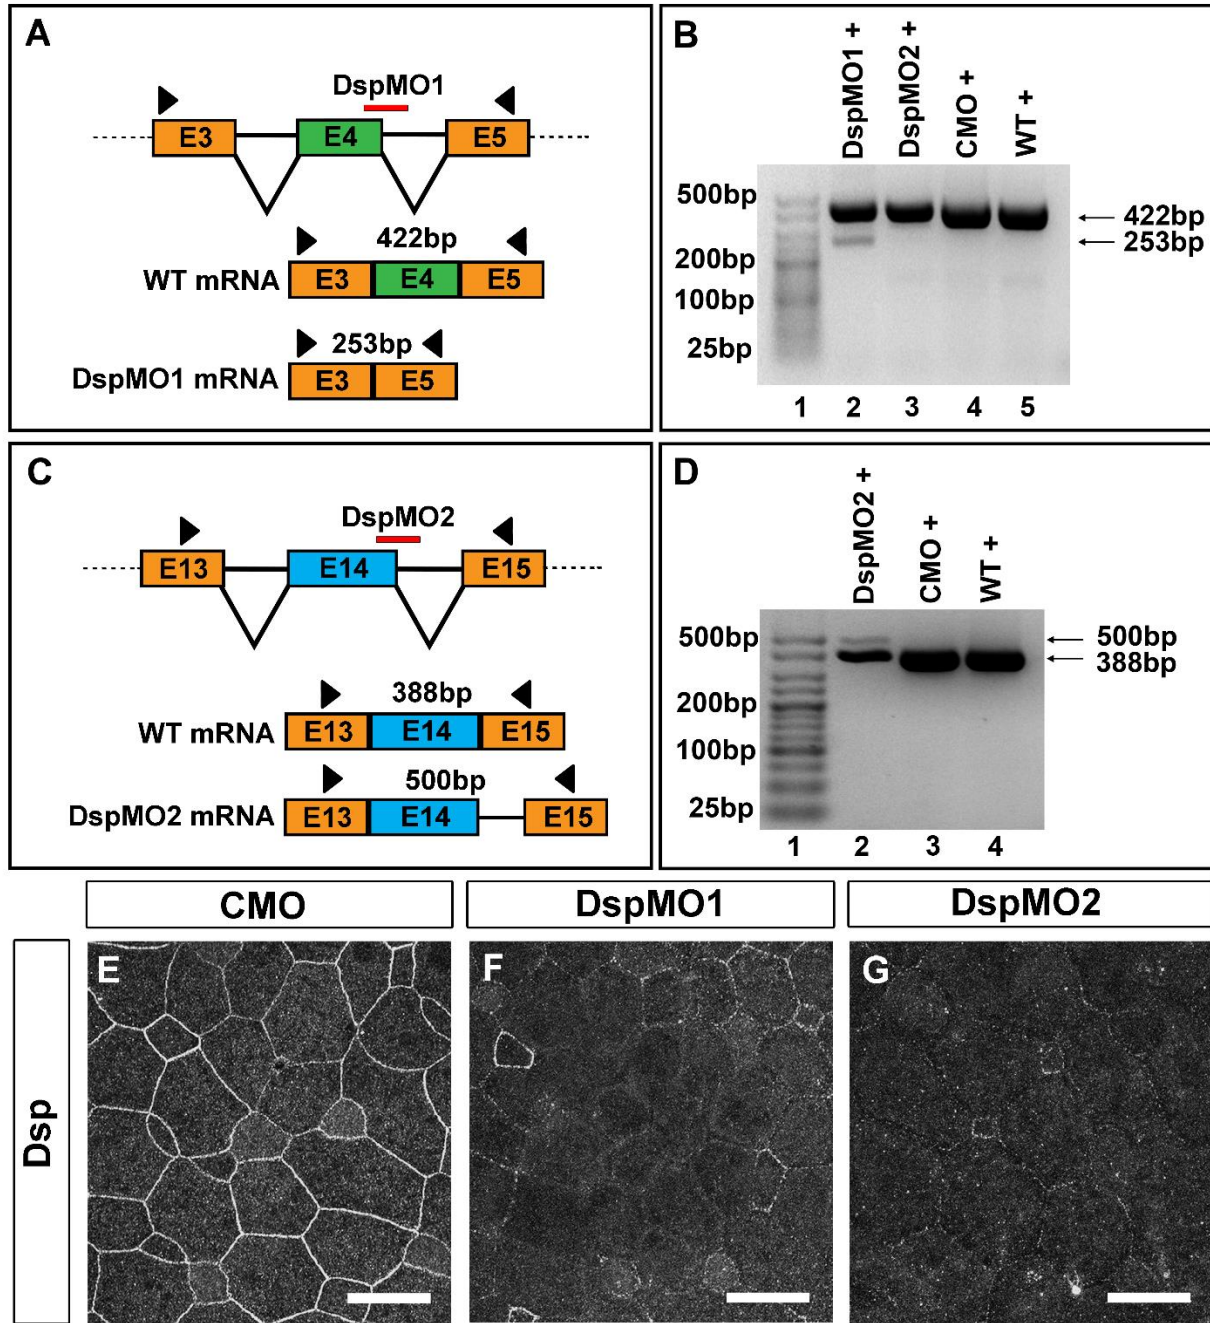 A
DspMO1
E3 E4 E5
422bp
WT mRNA E3 E4 E5
253bp
DspMO1 mRNA E3 E5
B
DspMO1 +
DspMO2 +
CMO +
WT +
500bp
200bp
100bp
25bp
422bp
253bp
1 2 3 4 5
C
DspMO2
E13 E14 E15
388bp
WT mRNA E13 E14 E15
500bp
DspMO2 mRNA E13 E14 E15
D
DspMO2 +
CMO +
WT +
500bp
200bp
100bp
25bp
500bp
388bp
1 2 3 4
CMO DspMO1 DspMO2
Dsp
E F G